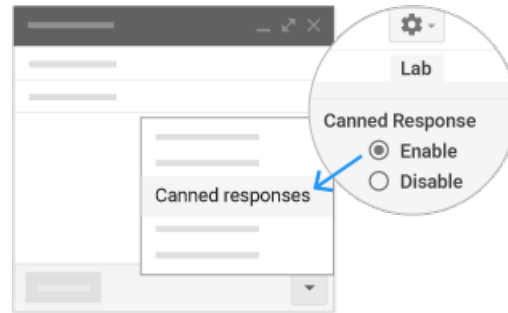 Lab
Canned Response
Enable
Disable
Canned responses